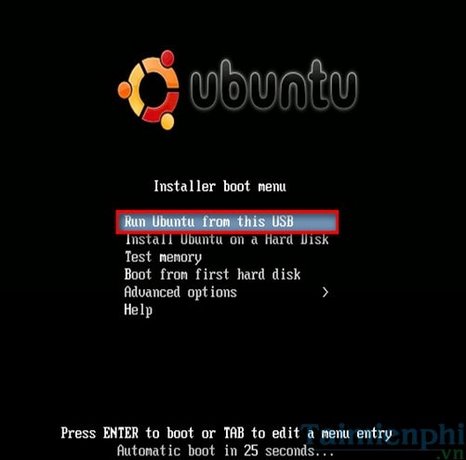 ubuntu
Installer boot menu
Run Ubuntu from this USB
Install Ubuntu on a Hard Disk
Test memory
Boot from first hard disk
Advanced options >
Help
Taimienphi
.vn
Press ENTER to boot or TAB to edit a menu entry
Automatic boot in 25 seconds...